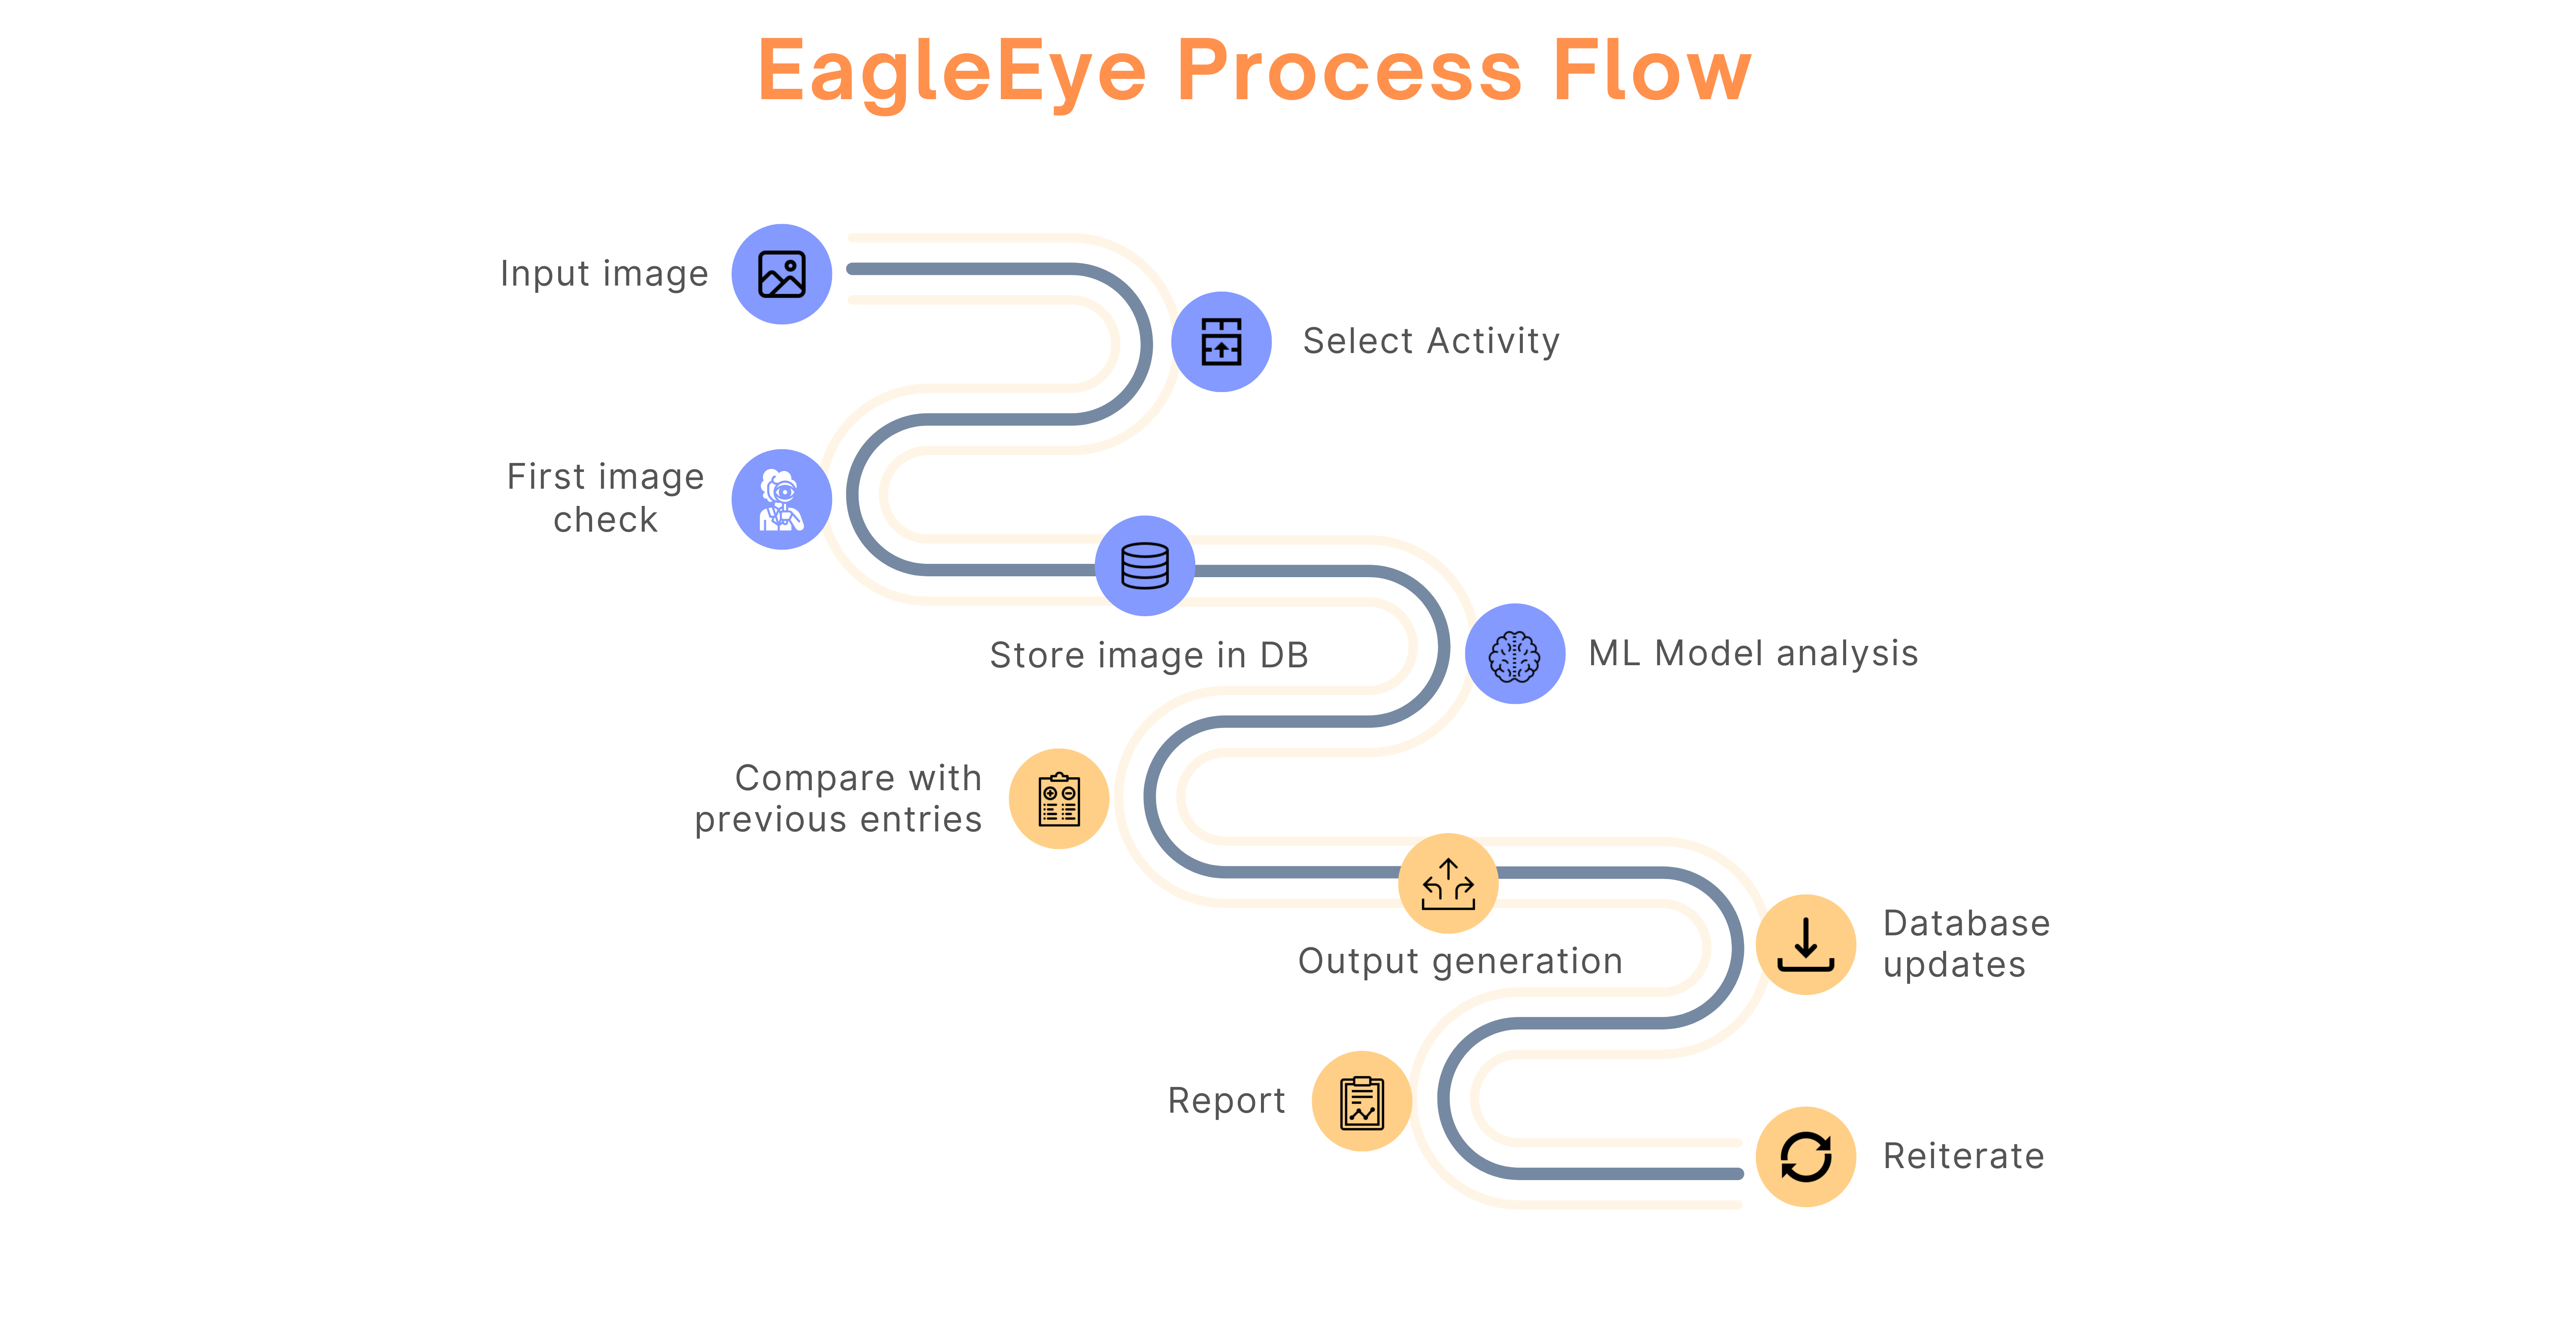 EagleEye Process Flow
Input image
Select Activity
First image
check
Store image in DB
ML Model analysis
Compare with
previous entries
Output generation
Database
updates
Report
Reiterate